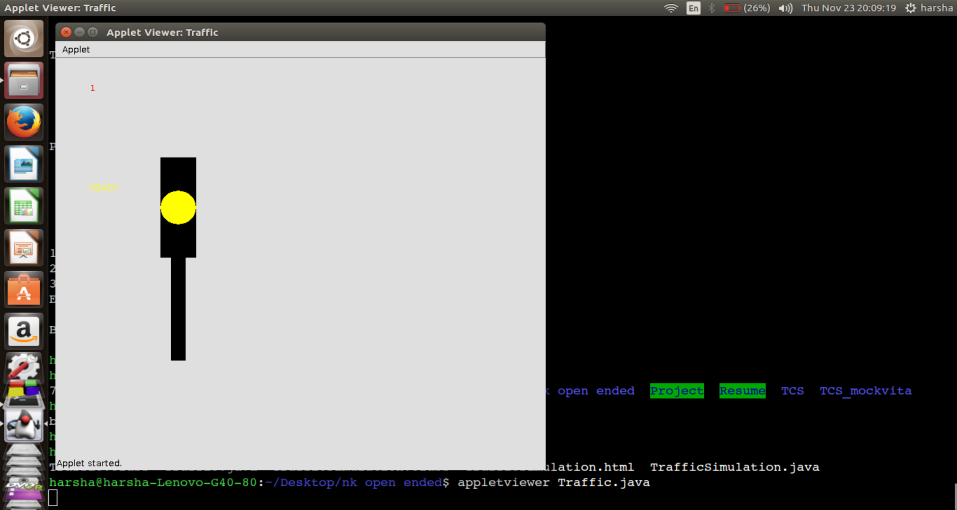 Applet Viewer: Traffic
En
(26%)
Thu Nov 23 20:09:19
harsha
Applet Viewer: Traffic
Applet
1
Applet started.
open ended Project Resume TCS TCS_mockvita
TrafficSimulation.java
harsha@harsha-Lenovo-G40-80:~/Desktop/nk open ended$ appletviewer Traffic.java